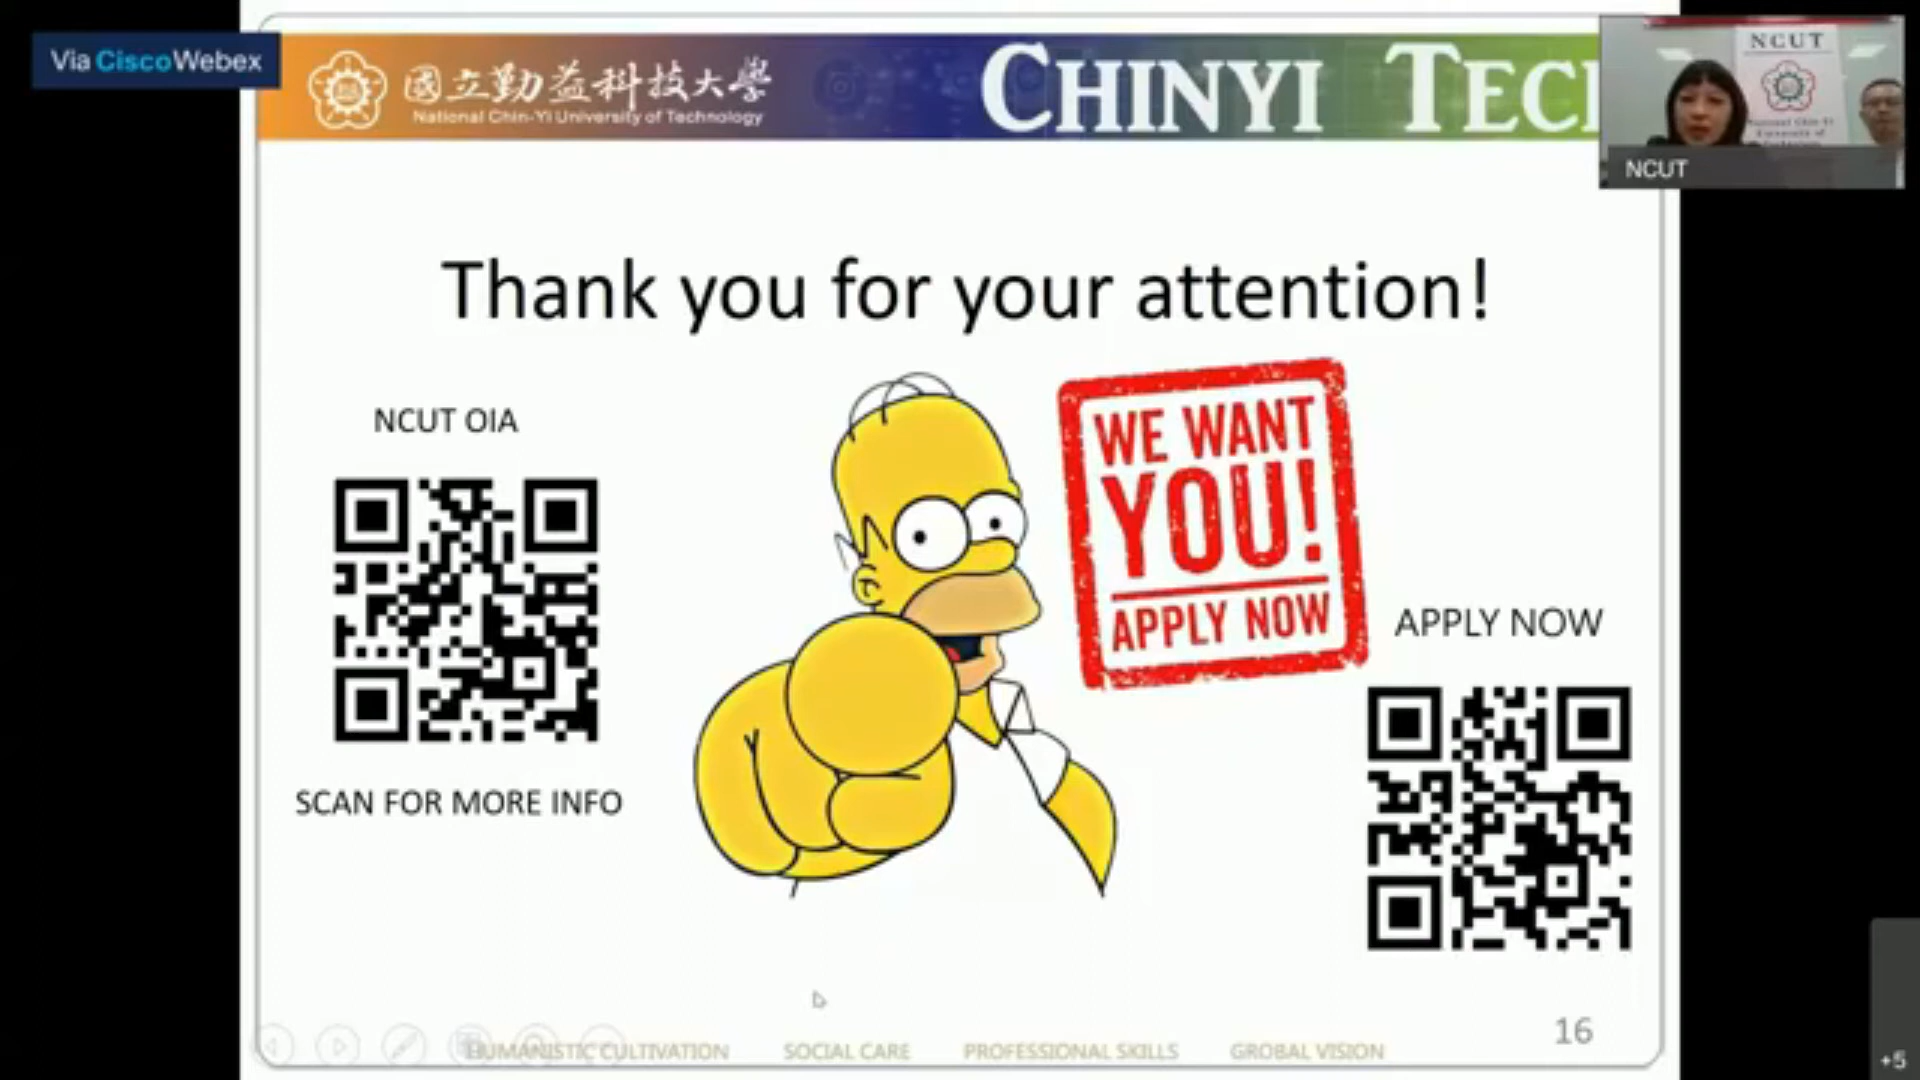 Via CiscoWebex
國立勤益科技大學
National Chin-Yi University of Technology
CHINYI TECH
NCUT
NCUT
Thank you for your attention!
NCUT OIA
SCAN FOR MORE INFO
WE WANT
YOU!
APPLY NOW
APPLY NOW
16
HUMANISTIC CULTIVATION SOCIAL CARE PROFESSIONAL SKILLS GROBAL VISION
+5